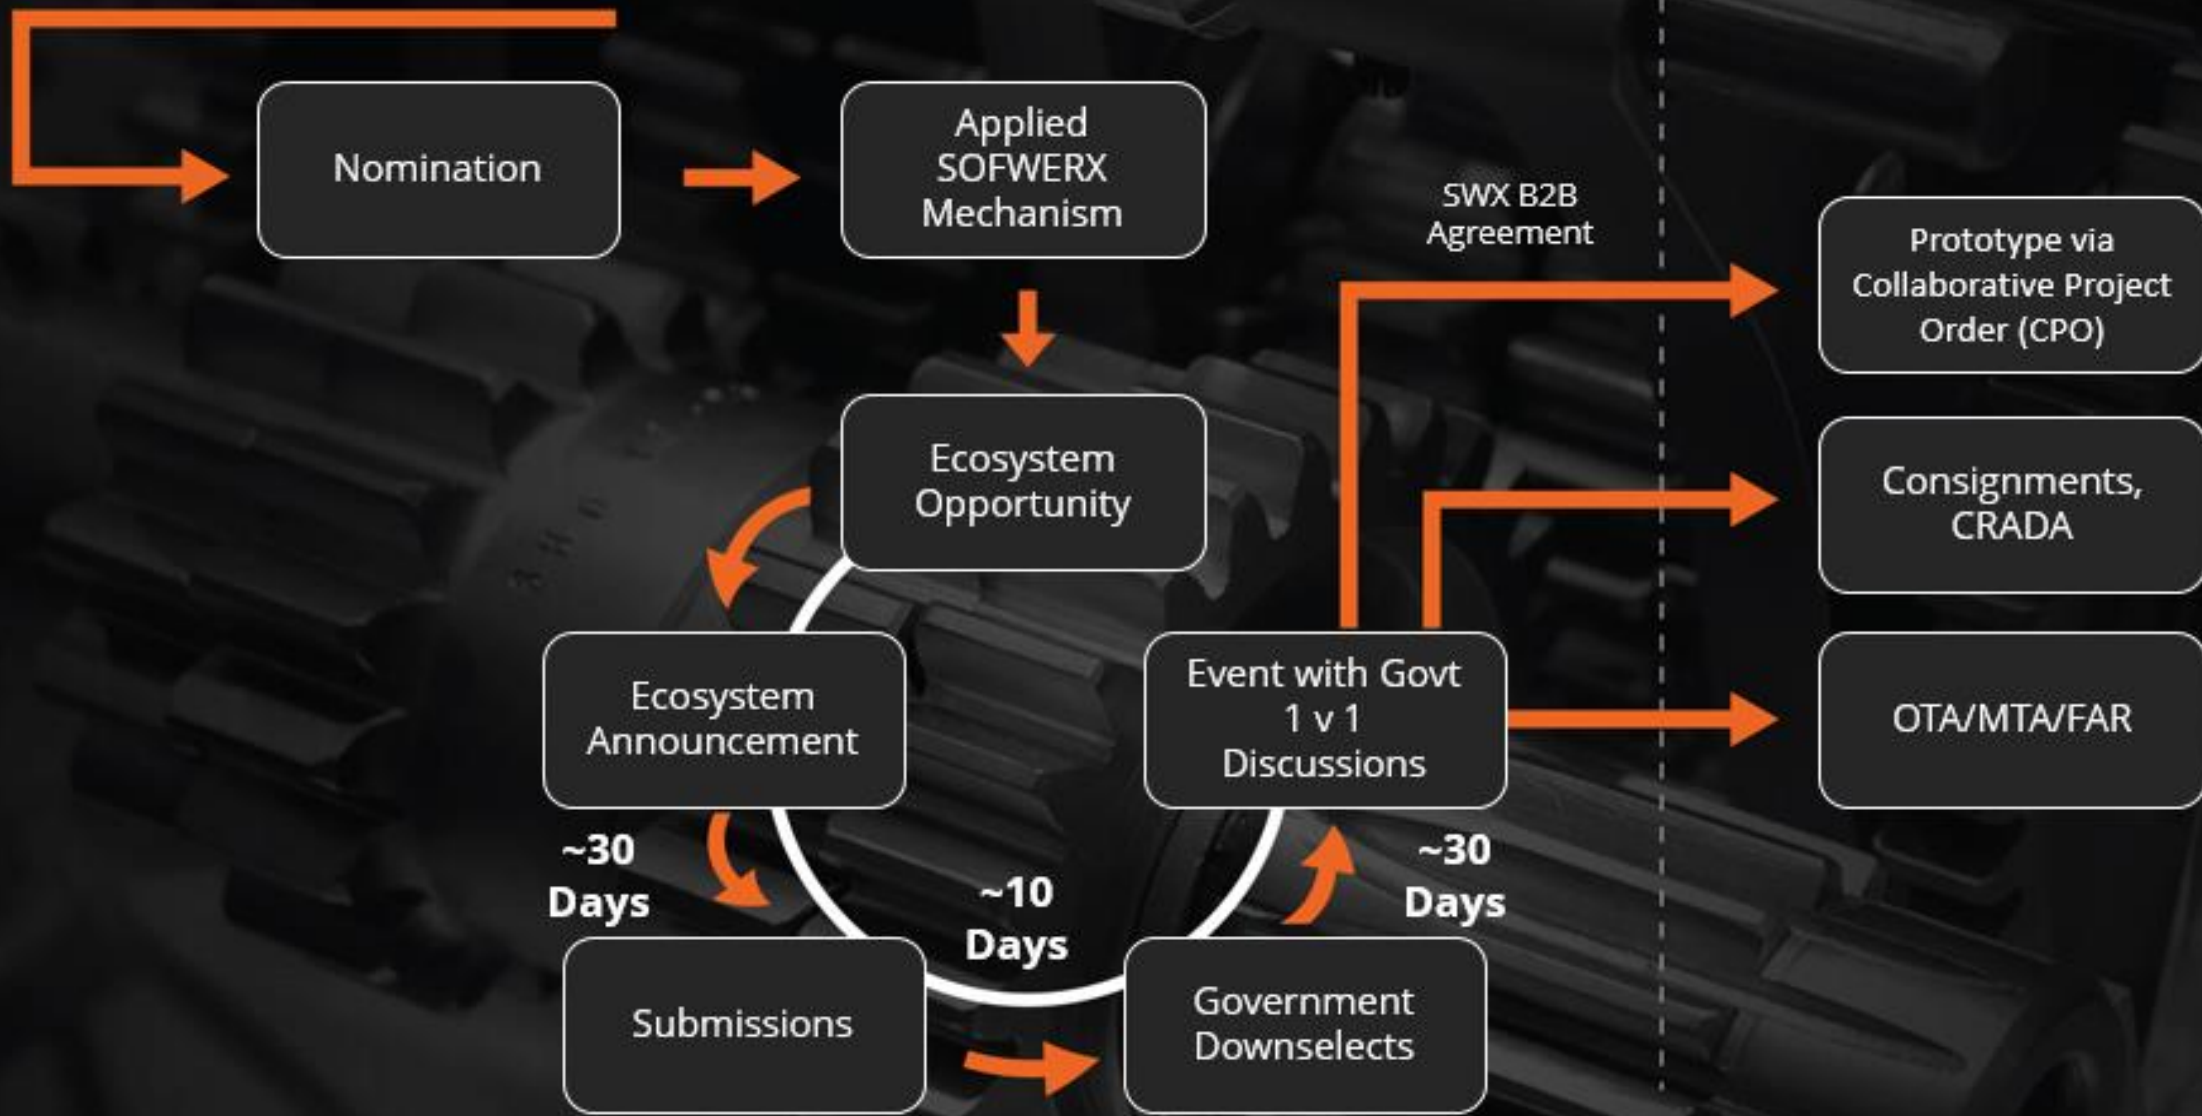 Nomination
Applied
SOFWERX
Mechanism
SWX B2B
Agreement
Prototype via
Collaborative Project
Order (CPO)
Ecosystem
Opportunity
Consignments,
CRADA
Ecosystem
Announcement
Event with Govt
1 v 1
Discussions
OTA/MTA/FAR
~30
Days
~10
Days
~30
Days
Submissions
Government
Downselects